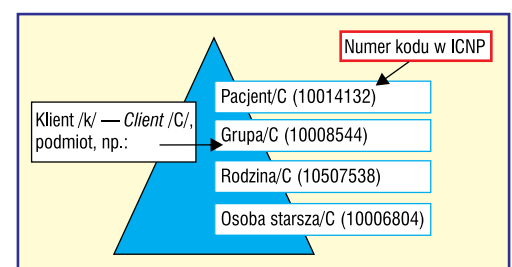 Numer kodu w ICNP
Pacjent/C (10014132)
Klient /k/ — Client /C/,
podmiot, np.:
Grupa/C (10008544)
Rodzina/C (10507538)
Osoba starsza/C (10006804)